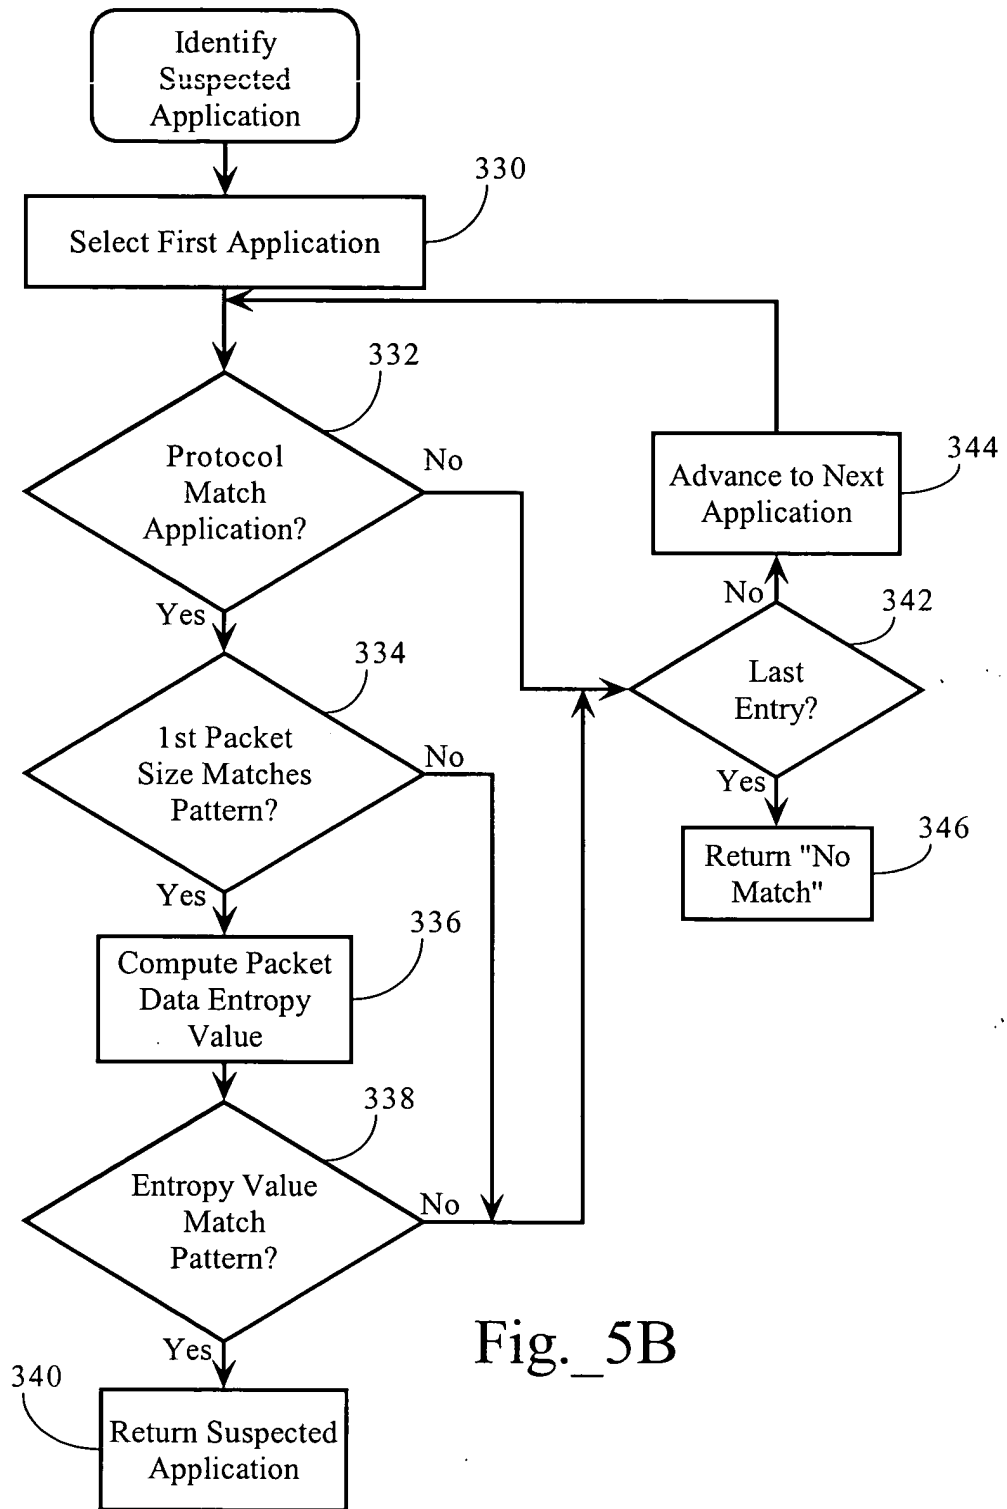 Identify
Suspected
Application
330
Select First Application
332
Protocol
Match
Application?
No
Yes
344
Advance to Next
Application
No
342
Last
Entry?
Yes
346
Return "No
Match"
334
1st Packet
Size Matches
Pattern?
No
Yes
336
Compute Packet
Data Entropy
Value
338
Entropy Value
Match
Pattern?
No
Yes
340
Return Suspected
Application
Fig._5B